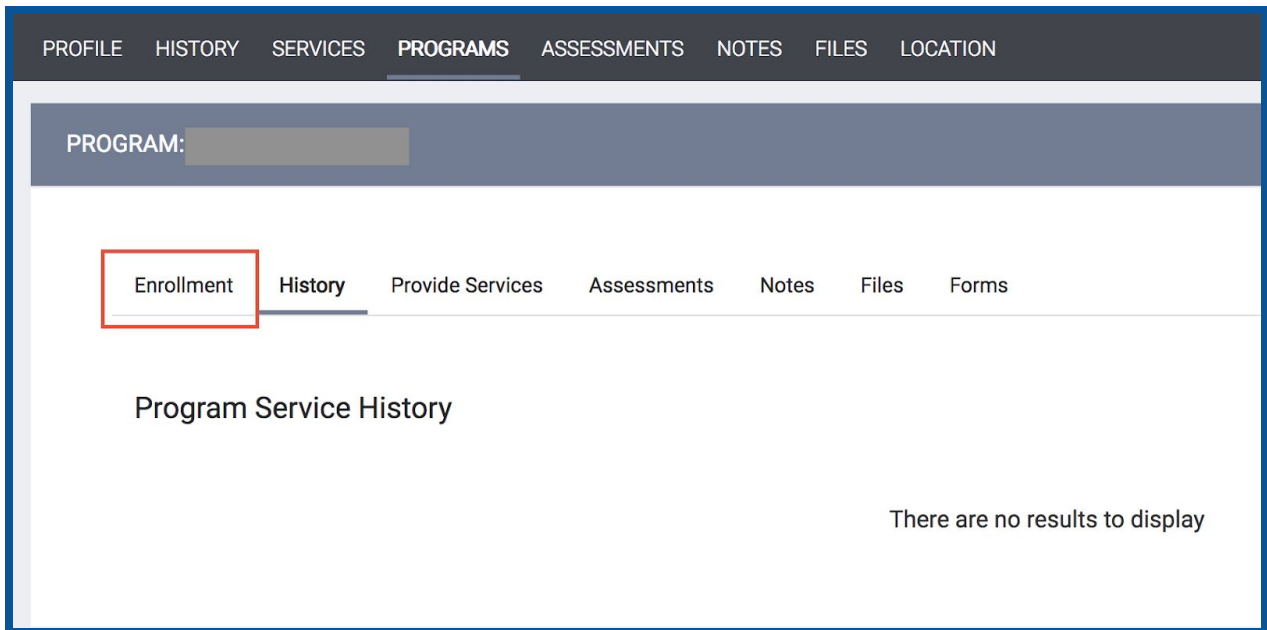 PROFILE HISTORY SERVICES PROGRAMS ASSESSMENTS NOTES FILES LOCATION
PROGRAM:
Enrollment History Provide Services Assessments Notes Files Forms
Program Service History
There are no results to display